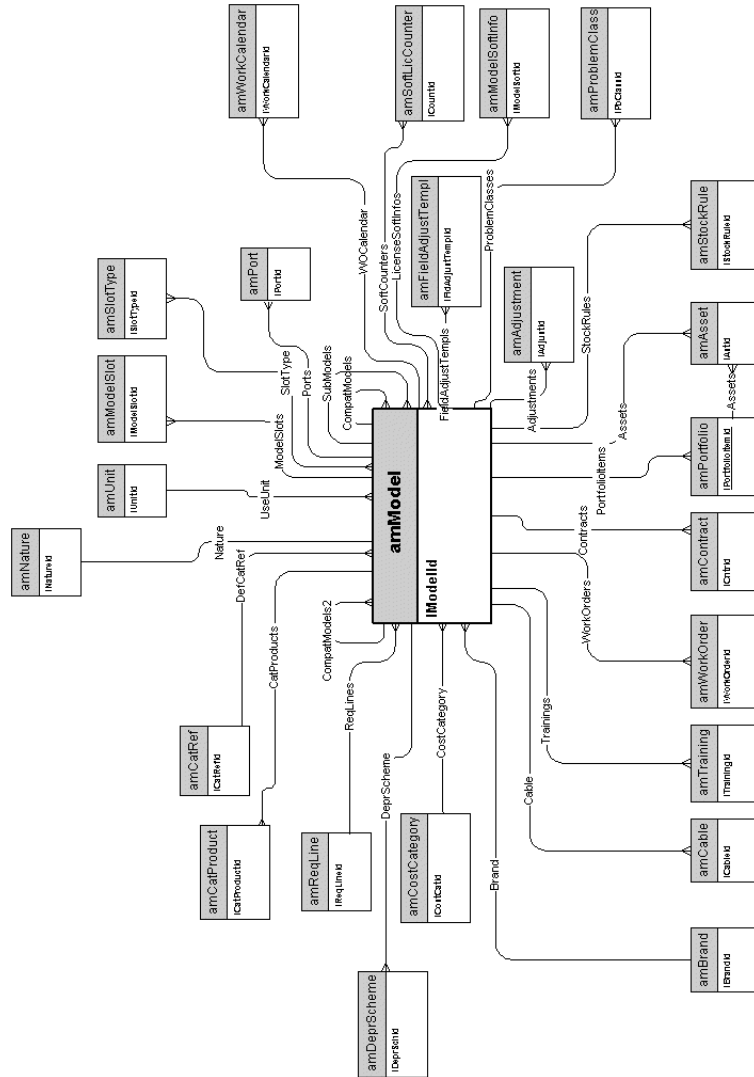 amWorkCalendar
lWorkCalendarId
amSoftLicCounter
lCountId
amModelSoftInfo
lModelSoftId
amProblemClass
lPbClassId
amSlotType
lSlotTypeId
amPort
lPortId
amFieldAdjustTempl
lFldAdjustTemplId
amStockRule
lStockRuleId
amModelSlot
lModelSlotId
amAdjustment
lAdjustId
amAsset
lAstId
amUnit
lUnitId
amPortfolio
lPortfolioItemId
amNature
lNatureId
amModel
lModelId
amContract
lCntrId
amWorkOrder
lWorkOrderId
amCatRef
lCatRefId
amTraining
lTrainingId
amCatProduct
lCatProductId
amReqLine
lReqLineId
amCostCategory
lCostCatId
amCable
lCableId
amDeprScheme
lDeprSchId
amBrand
lBrandId
WOCalendar
SoftCounters
LicenseSoftInfos
ProblemClasses
SlotType
Ports
SubModels
CompatModels
FieldAdjustTempls
Adjustments
StockRules
ModelSlots
UseUnit
Assets
Assets
PortfolioItems
Nature
DefCatRef
CatProducts
CompatModels2
Contracts
WorkOrders
ReqLines
DeprScheme
CostCategory
Trainings
Cable
Brand